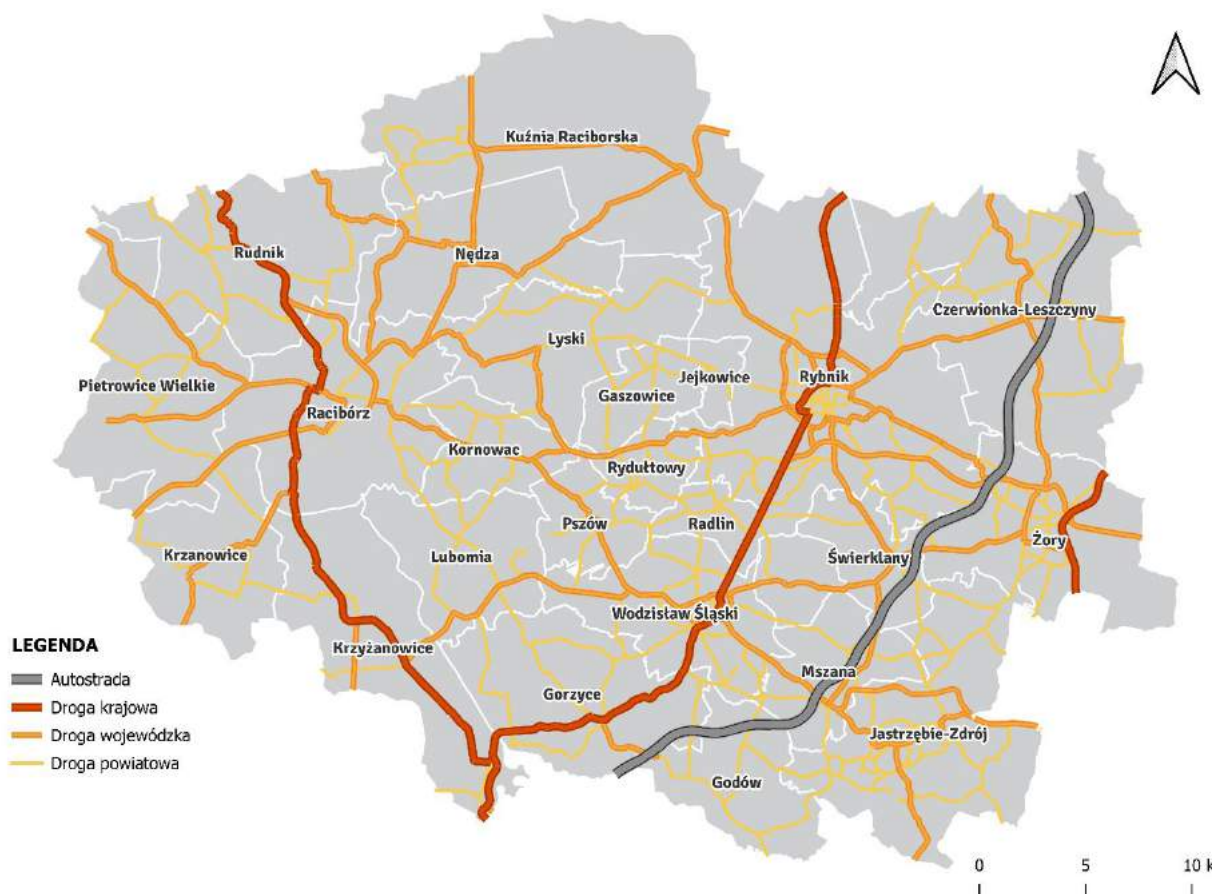 Kuźnia Raciborska
Rudnik
Nędza
Czerwionka-Leszczyny
Lyski
Pietrowice Wielkie
Jejkowice
Rybnik
Gaszowice
Racibórz
Kornowac
Rydułtowy
Pszów
Radlin
Żory
Krzanowice
Lubomia
Świerklany
Wodzisław Śląski
Krzyżanowice
Mszana
Gorzyce
Jastrzębie-Zdrój
Godów
LEGENDA
Autostrada
Droga krajowa
Droga wojewódzka
Droga powiatowa
0 5 10 k